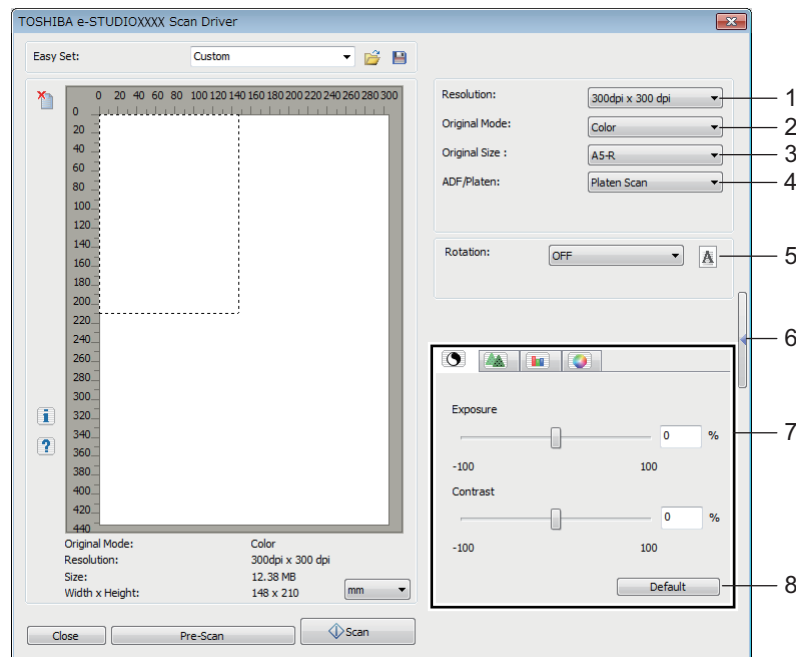 TOSHIBA e-STUDIOXXXX Scan Driver
Easy Set: Custom
0 20 40 60 80 100 120 140 160 180 200 220 240 260 280 300
0
20
40
60
80
100
120
140
160
180
200
220
240
260
280
300
320
340
360
380
400
420
440
Original Mode: Color
Resolution: 300dpi x 300 dpi
Size: 12.38 MB
Width x Height: 148 x 210 mm
Close Pre-Scan Scan
Resolution: 300dpi x 300 dpi 1
Original Mode: Color 2
Original Size : A5-R 3
ADF/Platen: Platen Scan 4
Rotation: OFF A 5
6
Exposure
0 % 7
-100 100
Contrast
0 %
-100 100
Default 8